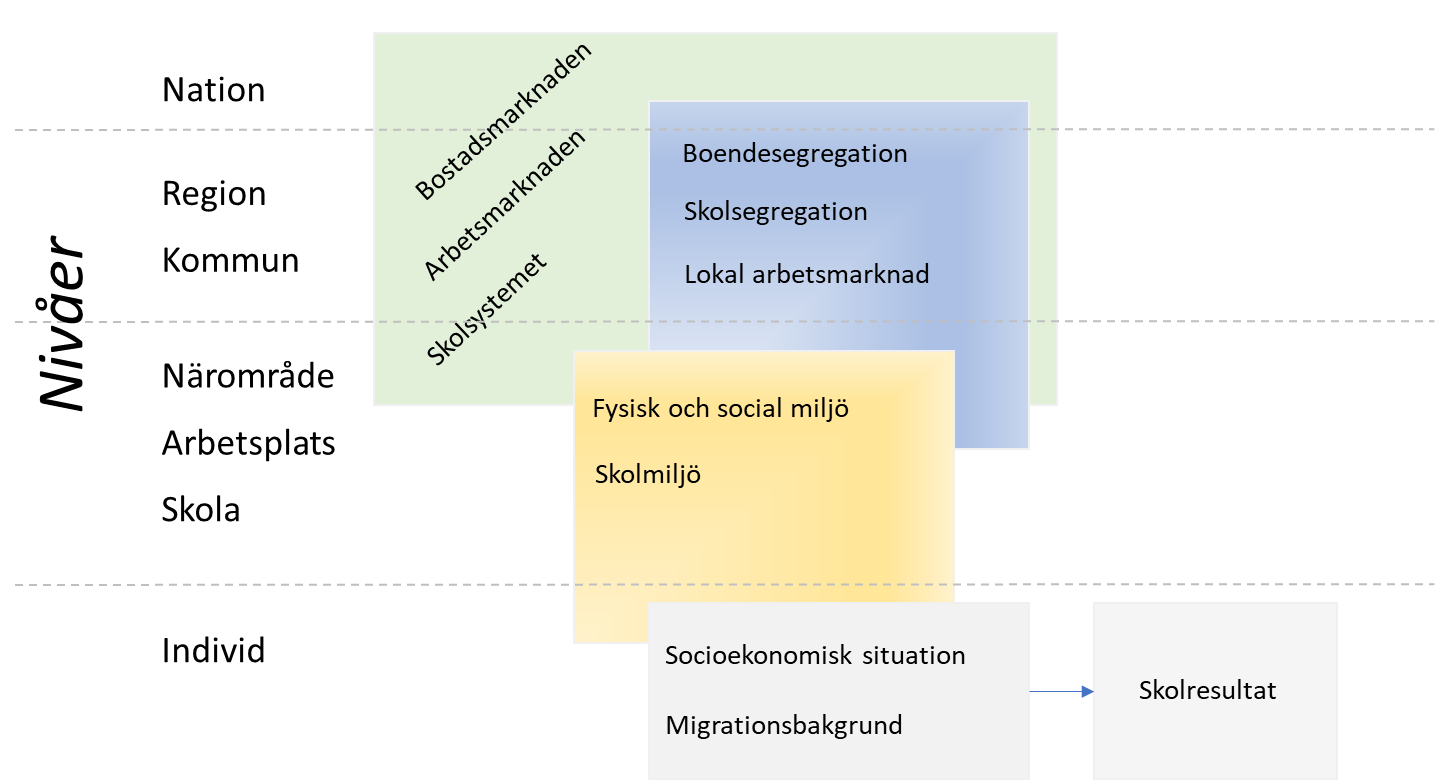 Nivåer
Nation
Region
Kommun
Närområde
Arbetsplats
Skola
Individ
Bostadsmarknaden
Arbetsmarknaden
Skolsystemet
Boendesegregation
Skolsegregation
Lokal arbetsmarknad
Fysisk och social miljö
Skolmiljö
Socioekonomisk situation
Migrationsbakgrund
Skolresultat